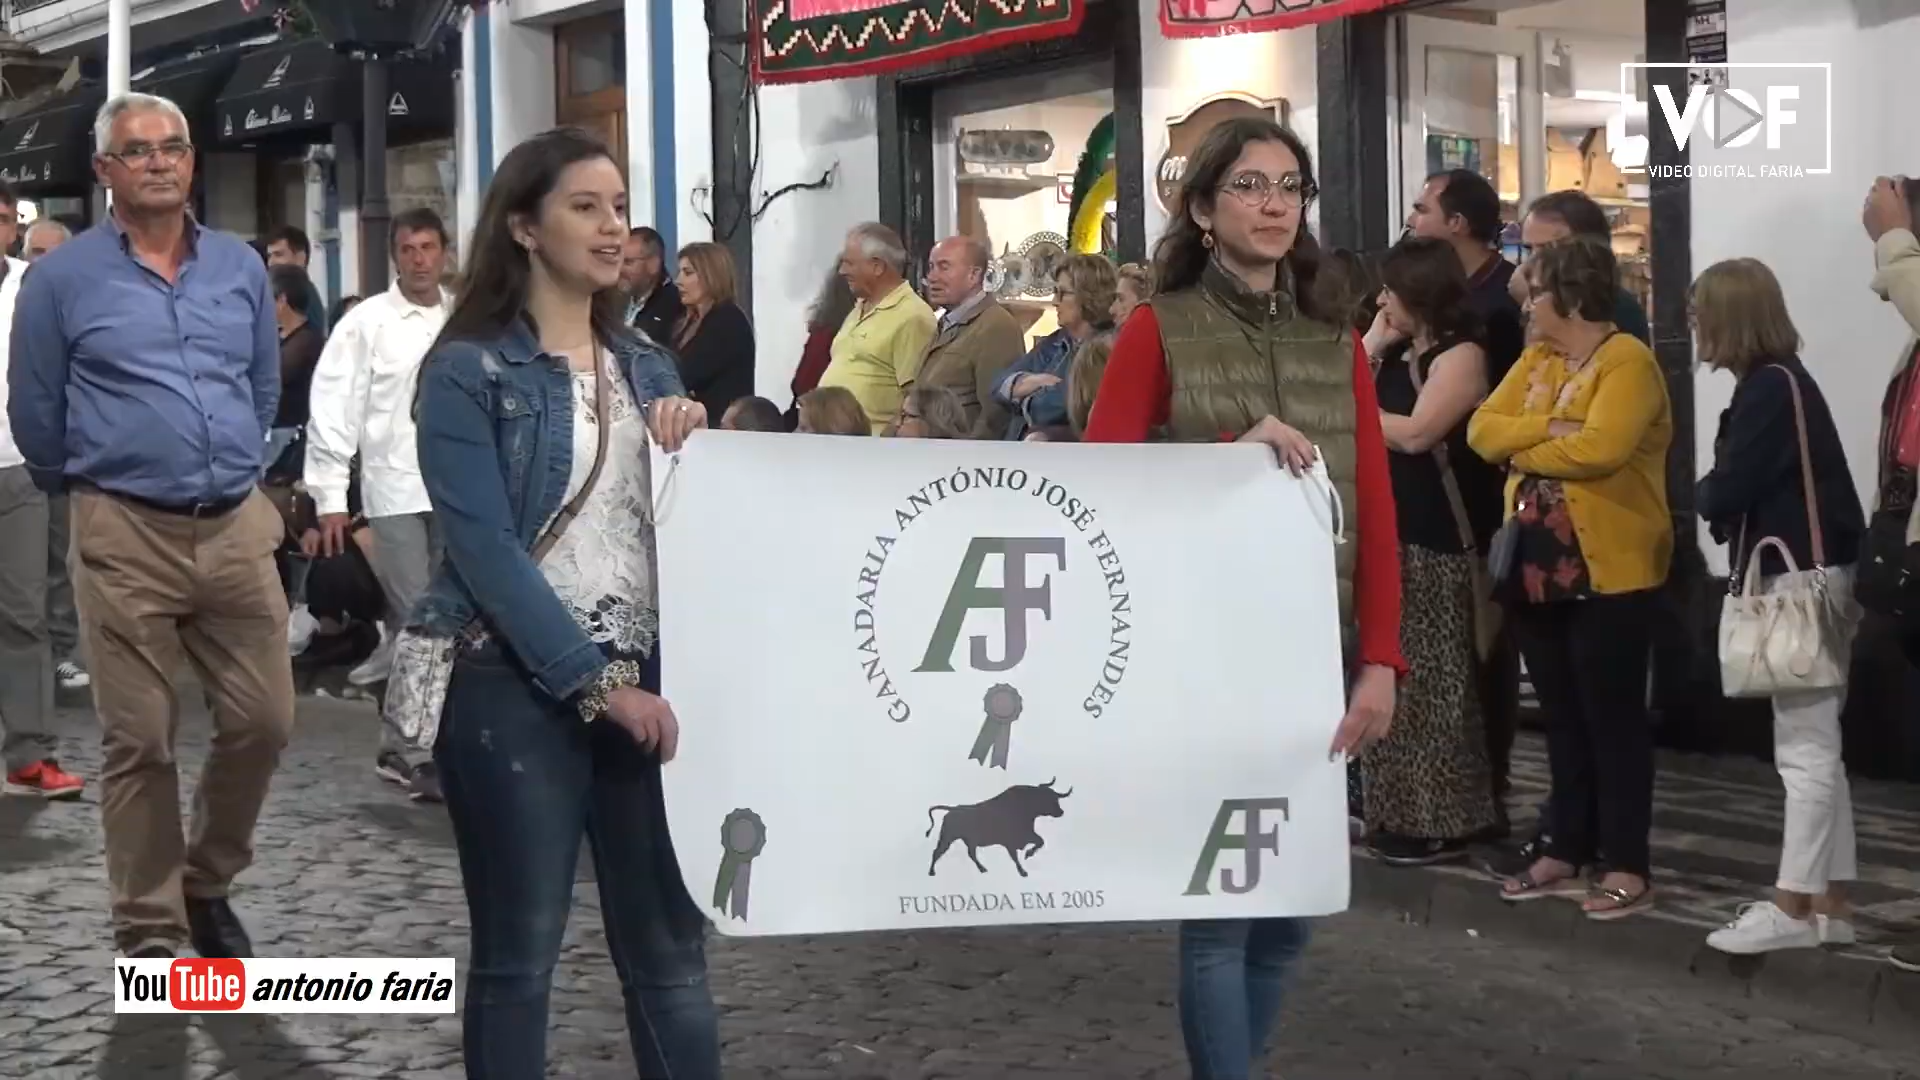 VDF
VIDEO DIGITAL FARIA
GANADARIA ANTÓNIO JOSÉ FERNANDES
AJF
FUNDADA EM 2005
AJF
YouTube antonio faria